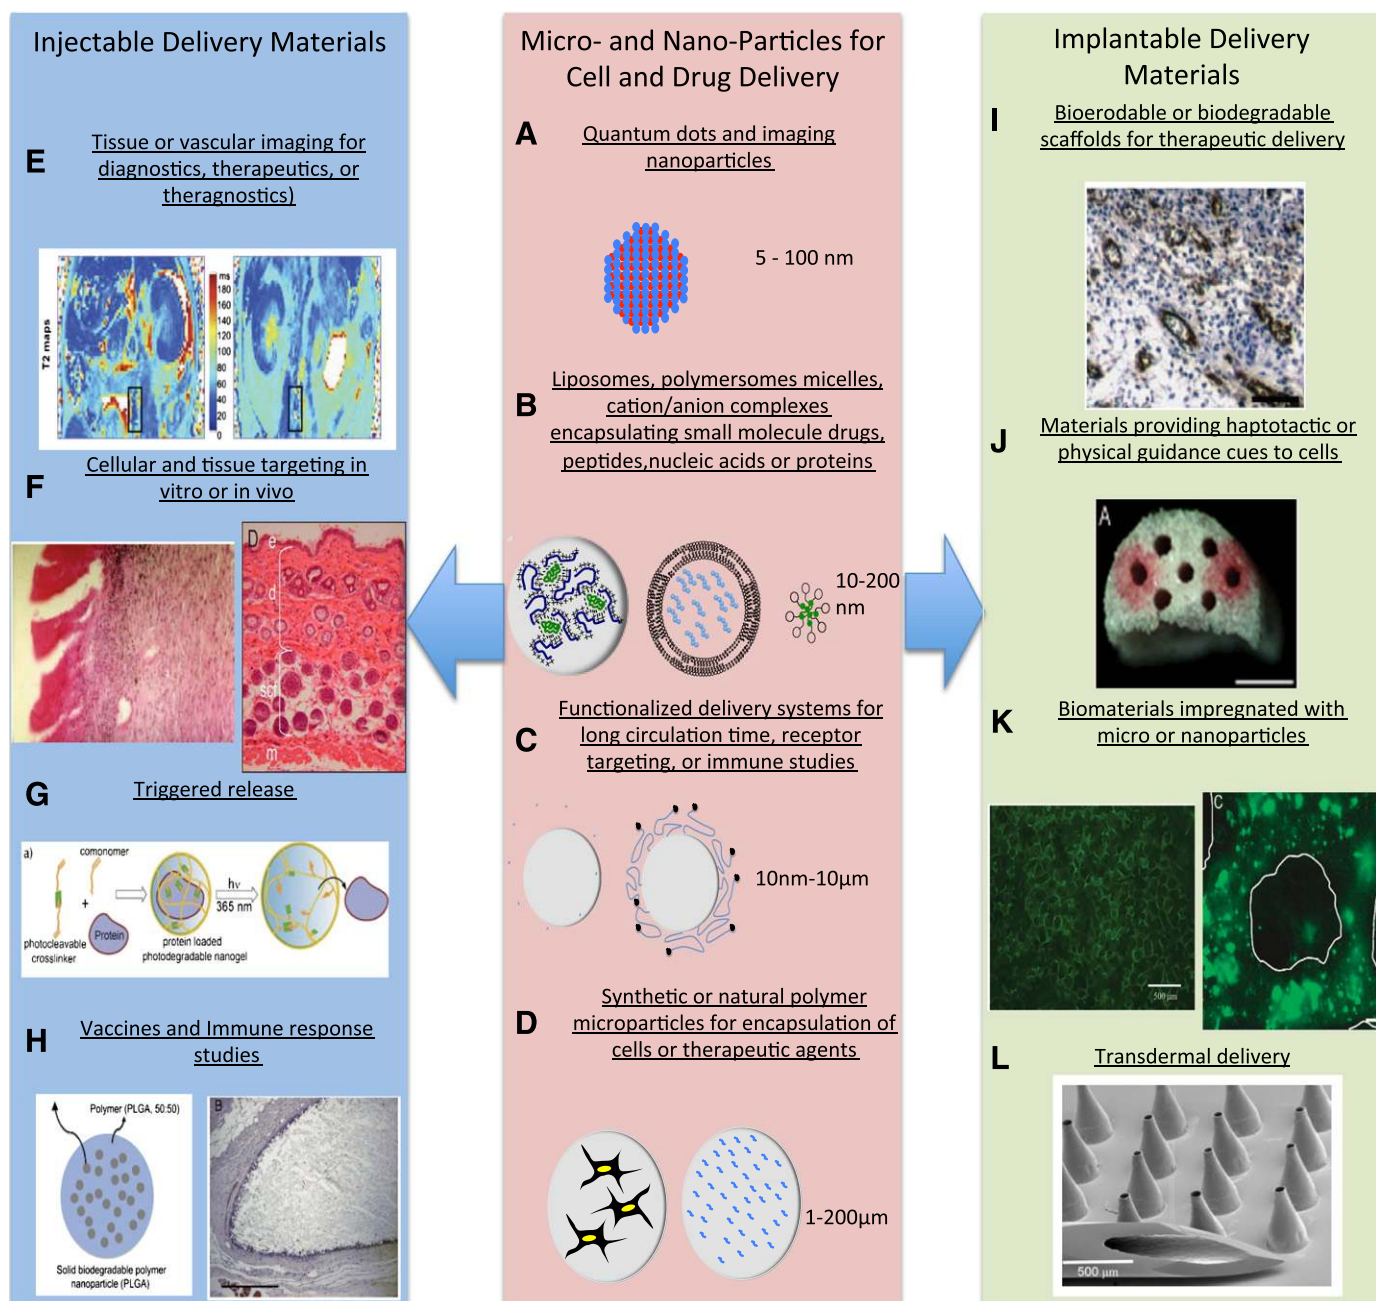 Injectable Delivery Materials
E
Tissue or vascular imaging for
diagnostics, therapeutics, or
theragnostics)
T2 maps
ms
180
160
140
120
100
80
60
40
20
0
F
Cellular and tissue targeting in
vitro or in vivo
D
e
d
scf
m
G
Triggered release
a)
comonomer
+
Protein
photocleavable
crosslinker
hν
365 nm
protein loaded
photodegradable nanogel
H
Vaccines and Immune response
studies
Polymer (PLGA, 50:50)
Solid biodegradable polymer
nanoparticle (PLGA)
B
Micro- and Nano-Particles for
Cell and Drug Delivery
A
Quantum dots and imaging
nanoparticles
5 - 100 nm
B
Liposomes, polymersomes micelles,
cation/anion complexes
encapsulating small molecule drugs,
peptides,nucleic acids or proteins
10-200
nm
C
Functionalized delivery systems for
long circulation time, receptor
targeting, or immune studies
10nm-10μm
D
Synthetic or natural polymer
microparticles for encapsulation of
cells or therapeutic agents
1-200μm
Implantable Delivery
Materials
I
Bioerodable or biodegradable
scaffolds for therapeutic delivery
J
Materials providing haptotactic or
physical guidance cues to cells
A
K
Biomaterials impregnated with
micro or nanoparticles
500 μm
C
L
Transdermal delivery
500 μm